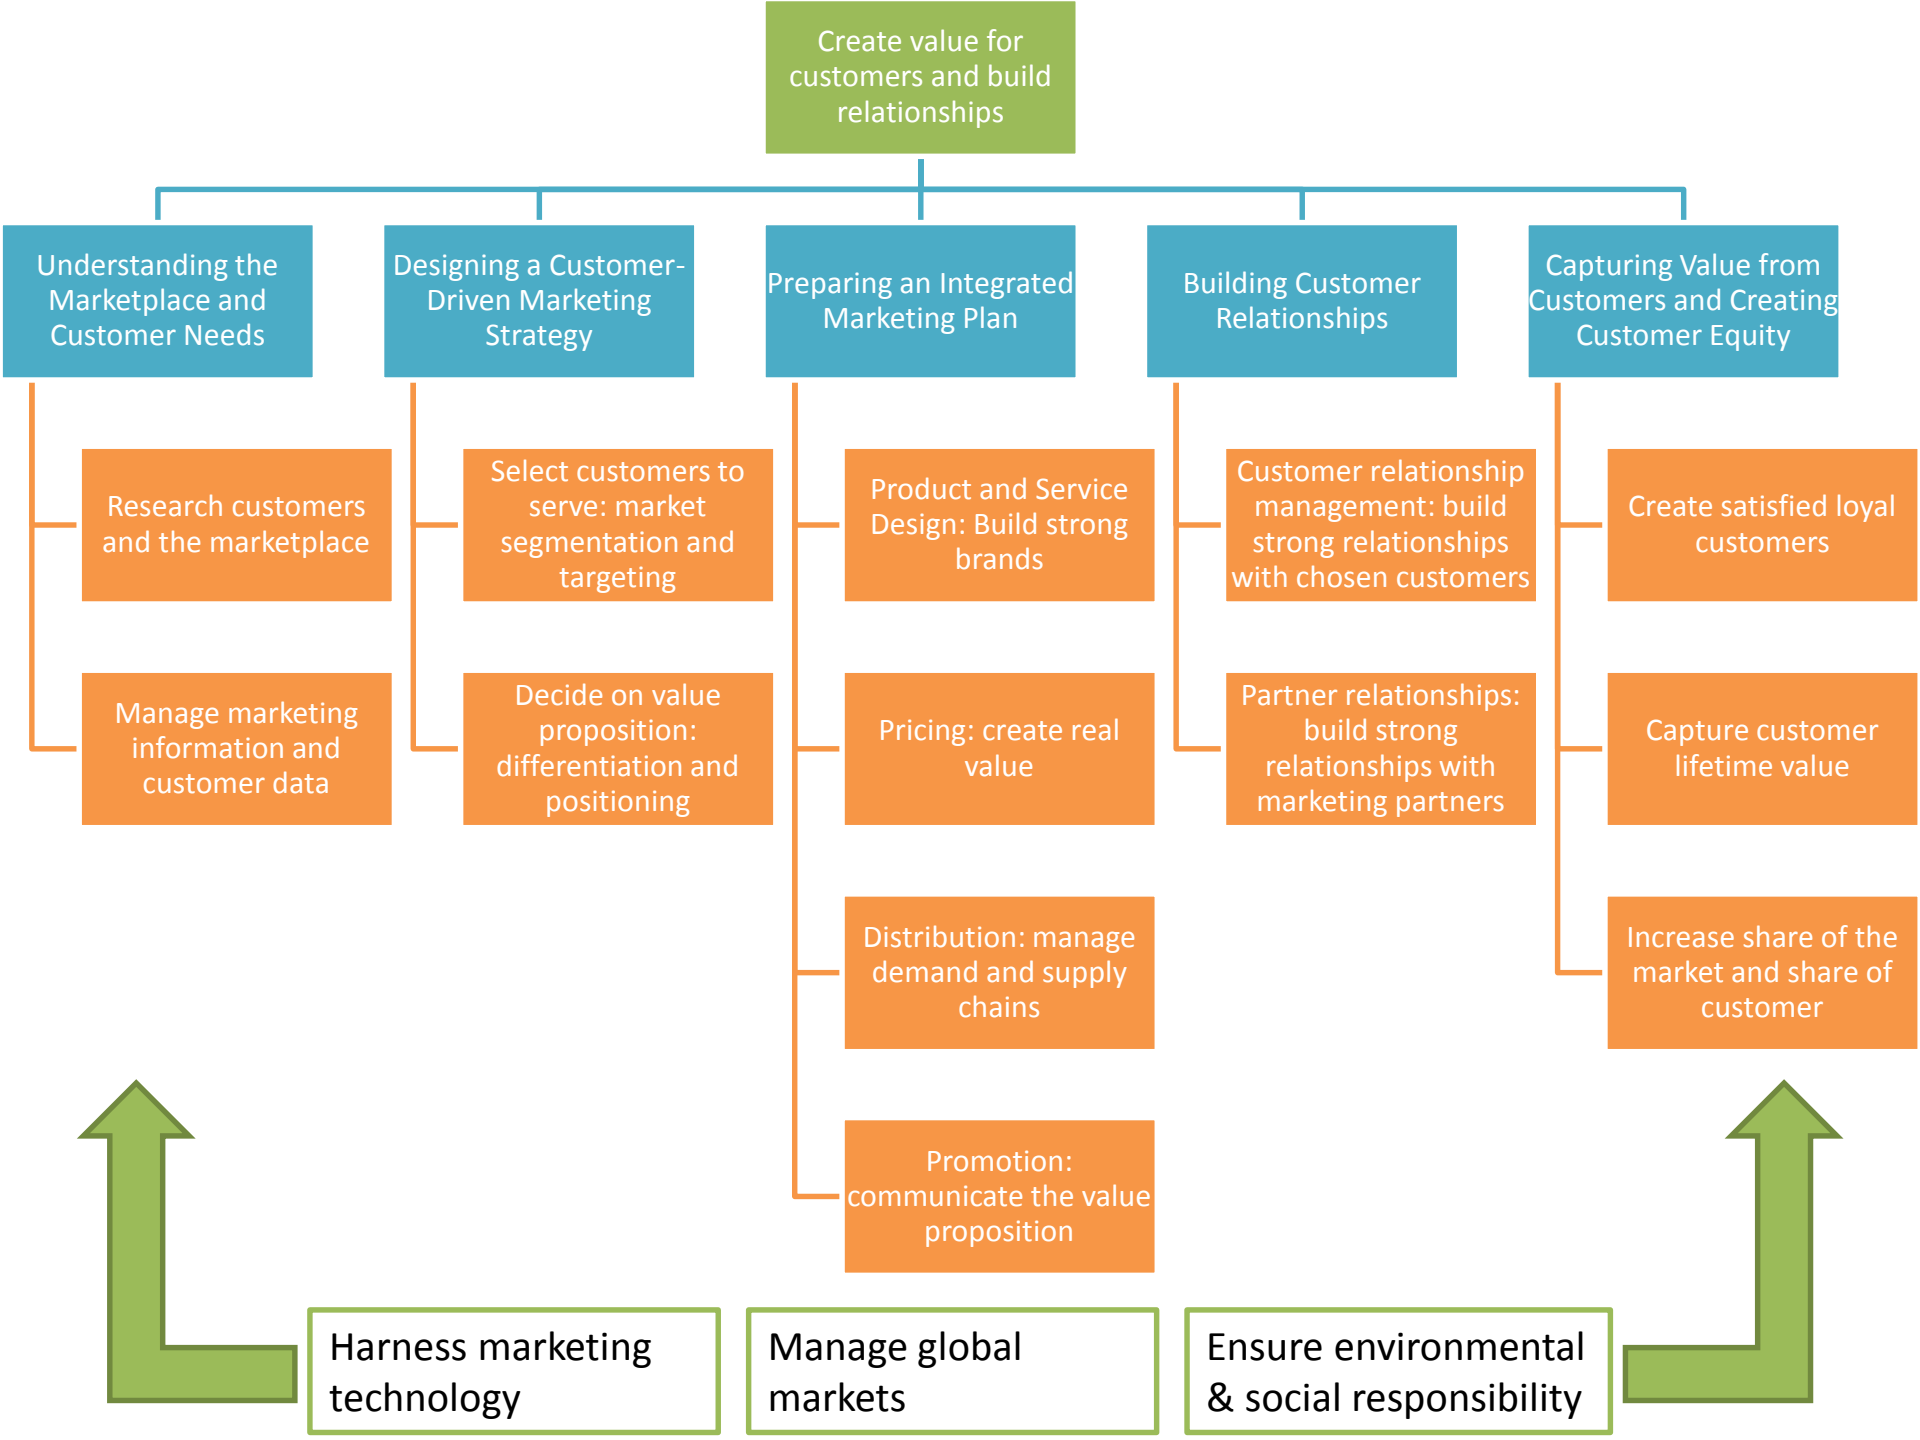 Create value for
customers and build
relationships
Understanding the
Marketplace and
Customer Needs
Designing a Customer-
Driven Marketing
Strategy
Preparing an Integrated
Marketing Plan
Building Customer
Relationships
Capturing Value from
Customers and Creating
Customer Equity
Research customers
and the marketplace
Manage marketing
information and
customer data
Select customers to
serve: market
segmentation and
targeting
Decide on value
proposition:
differentiation and
positioning
Product and Service
Design: Build strong
brands
Pricing: create real
value
Distribution: manage
demand and supply
chains
Promotion:
communicate the value
proposition
Customer relationship
management: build
strong relationships
with chosen customers
Partner relationships:
build strong
relationships with
marketing partners
Create satisfied loyal
customers
Capture customer
lifetime value
Increase share of the
market and share of
customer
Harness marketing
technology
Manage global
markets
Ensure environmental
& social responsibility